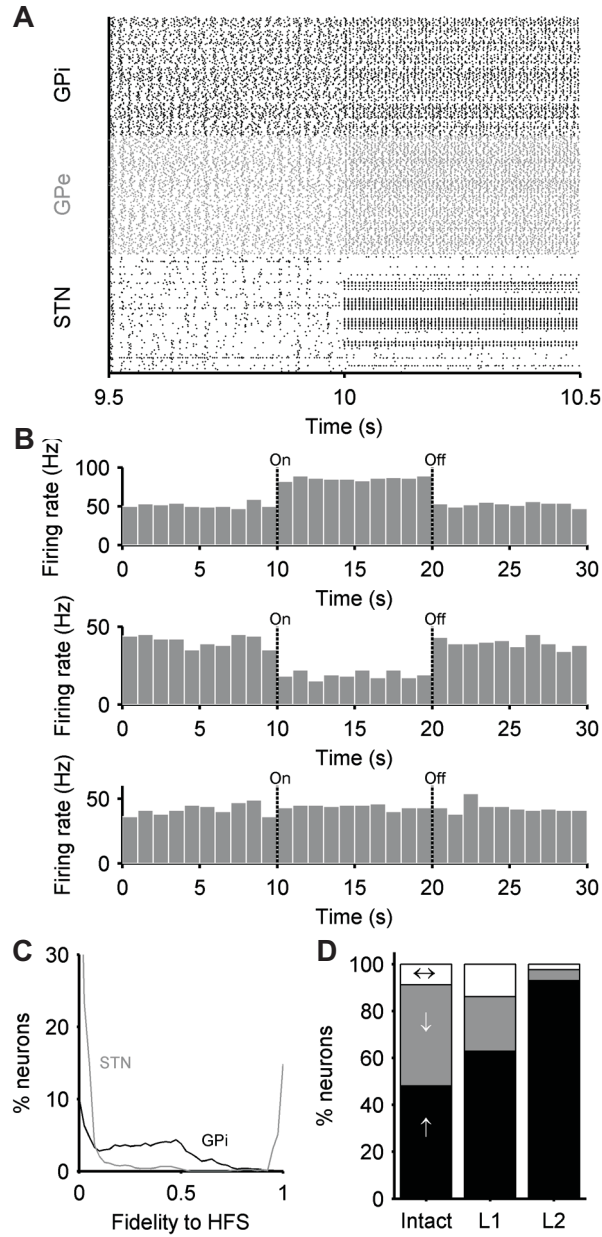 A
GPi
GPe
STN
9.5 10 10.5
Time (s)
B
Firing rate (Hz)
100
50
0
On Off
0 5 10 15 20 25 30
Time (s)
Firing rate (Hz)
50
0
On Off
0 5 10 15 20 25 30
Time (s)
Firing rate (Hz)
50
0
On Off
0 5 10 15 20 25 30
Time (s)
C
% neurons
30
20
10
0
STN
GPi
0 0.5 1
Fidelity to HFS
D
% neurons
100
80
60
40
20
0
↔
↓
↑
Intact L1 L2